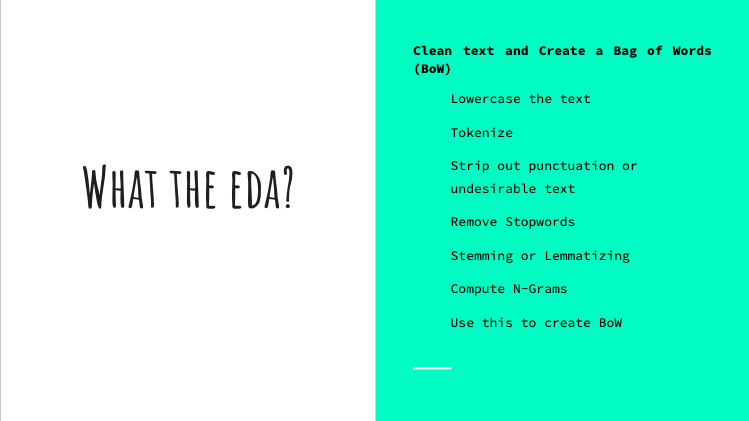 What the eda?
Clean text and Create a Bag of Words
(BoW)
Lowercase the text
Tokenize
Strip out punctuation or
undesirable text
Remove Stopwords
Stemming or Lemmatizing
Compute N-Grams
Use this to create BoW